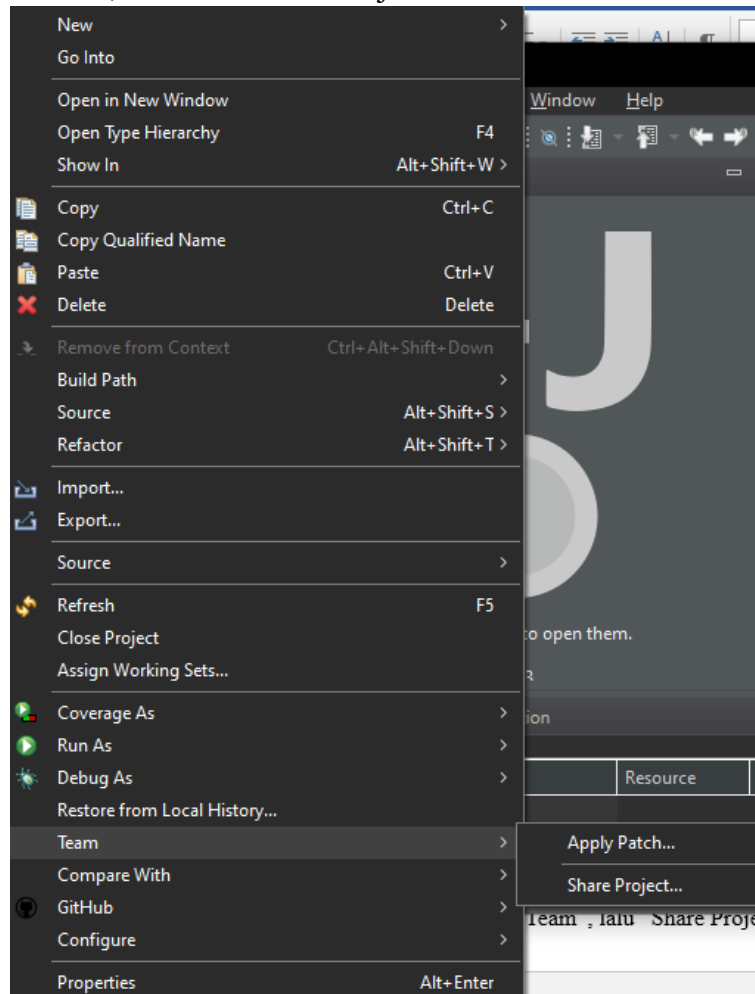 New
Go Into
Open in New Window
Window Help
Open Type Hierarchy F4
Show In Alt+Shift+W >
Copy Ctrl+C
Copy Qualified Name
Paste Ctrl+V
Delete Delete
Remove from Context Ctrl+Alt+Shift+Down
Build Path
Source Alt+Shift+S >
Refactor Alt+Shift+T >
Import...
Export...
Source
Refresh F5
Close Project
to open them.
Assign Working Sets...
Coverage As
ion
Run As
Debug As
Resource
Restore from Local History...
Team
Apply Patch...
Compare With
Share Project...
GitHub
Team , lalu Share Proje
Configure
Properties Alt+Enter